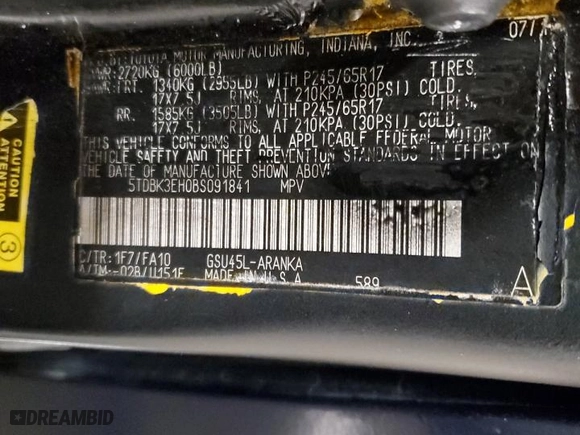 BY: TOYOTA MOTOR MANUFACTURING, INDIANA, INC. 07/
2720KG (6000LB)
FRT. 1340KG (2955LB) WITH P245/65R17 TIRES,
17X7.5J RIMS, AT 210KPA (30PSI) COLD.
RR. 1585KG (3505LB) WITH P245/65R17 TIRES,
17X7.5J RIMS, AT 210KPA (30PSI) COLD.
THIS VEHICLE CONFORMS TO ALL APPLICABLE FEDERAL MOTOR
VEHICLE SAFETY AND THEFT PREVENTION STANDARDS IN EFFECT ON
THE DATE OF MANUFACTURE SHOWN ABOVE.
5TDBK3EH0BS091841 MPV
C/TR: 1F7/FA10 GSU45L-ARANKA
A/TM: -02B/U151F MADE IN U.S.A 589 A
CAUTION
ATTENTION
3
DREAMBID